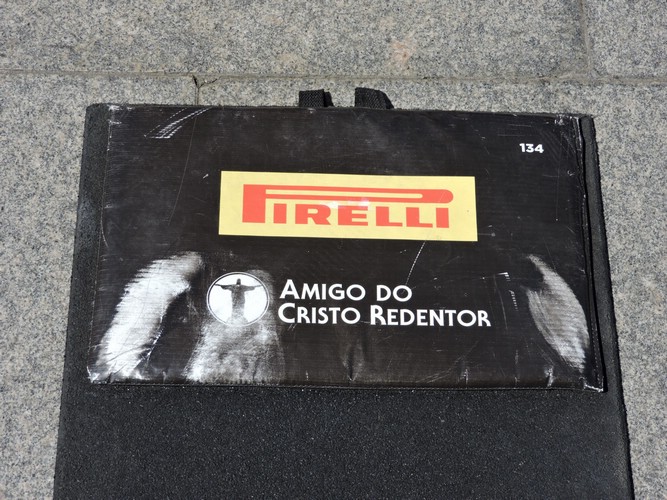 134
PIRELLI
AMIGO DO
CRISTO REDENTOR